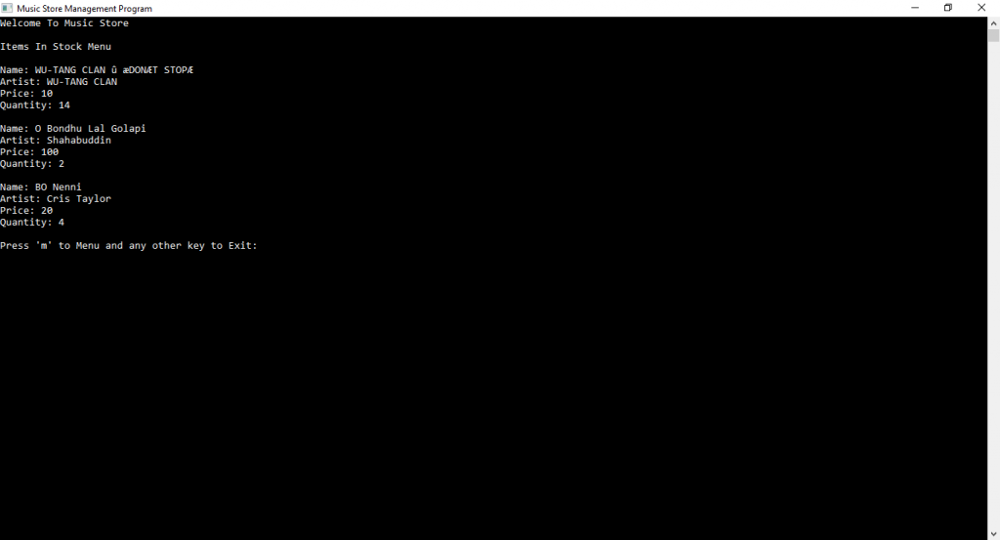 Music Store Management Program
Welcome To Music Store
Items In Stock Menu
Name: WU-TANG CLAN û æDONÆT STOPÆ
Artist: WU-TANG CLAN
Price: 10
Quantity: 14
Name: O Bondhu Lal Golapi
Artist: Shahabuddin
Price: 100
Quantity: 2
Name: BO Nenni
Artist: Cris Taylor
Price: 20
Quantity: 4
Press 'm' to Menu and any other key to Exit: